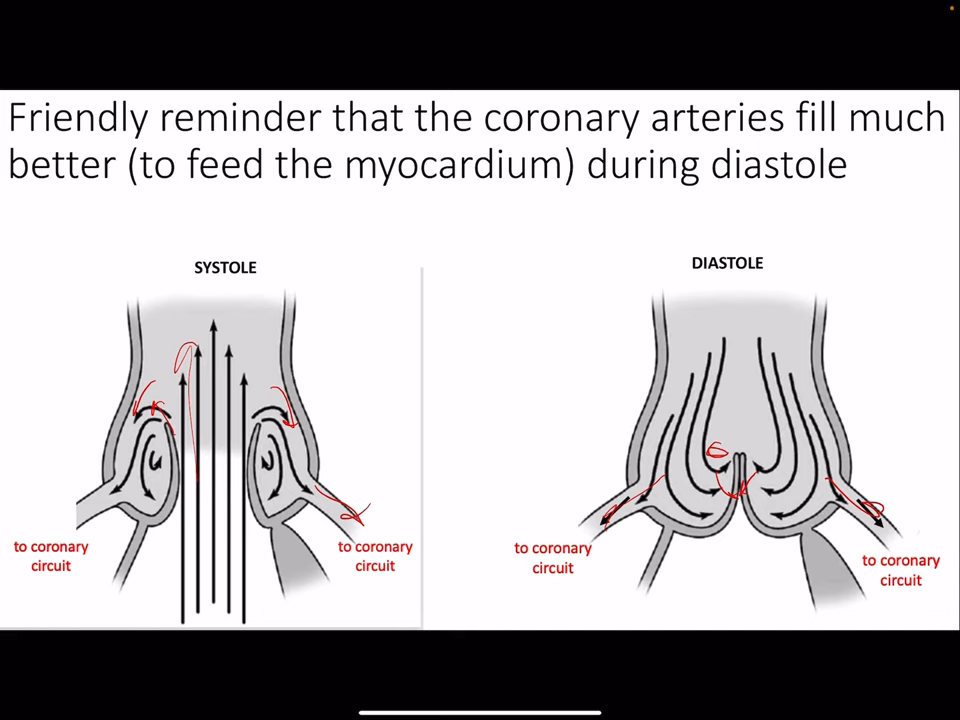 Friendly reminder that the coronary arteries fill much
better (to feed the myocardium) during diastole
SYSTOLE
DIASTOLE
to coronary
circuit
to coronary
circuit
to coronary
circuit
to coronary
circuit